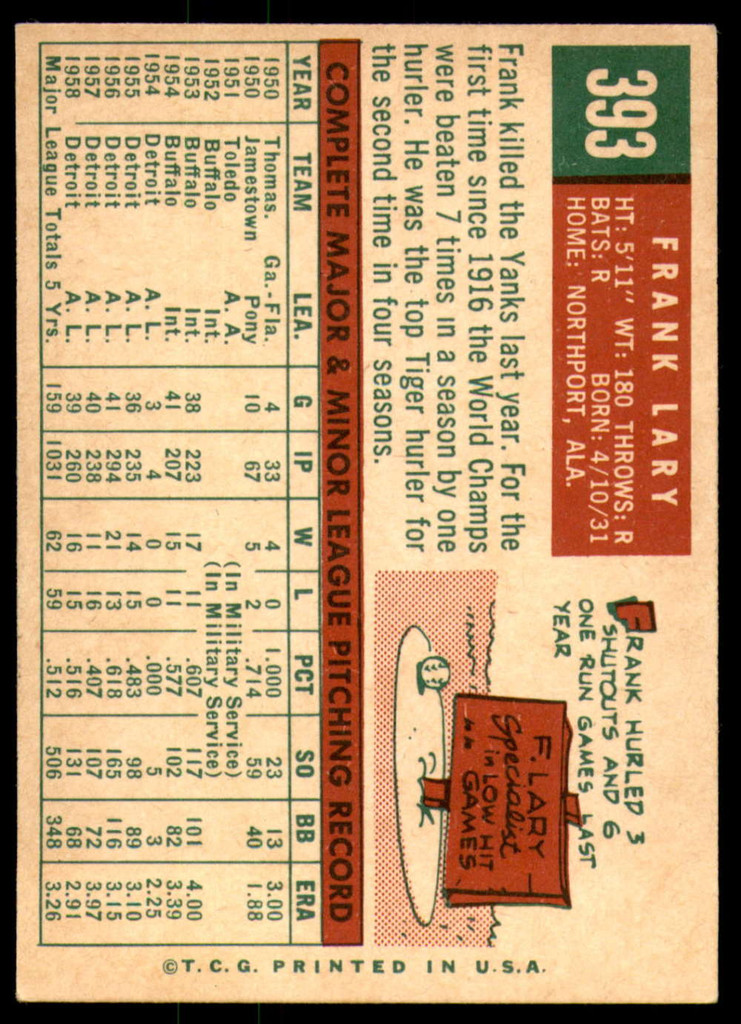 393
FRANK LARY
HT: 5'11" WT: 180 THROWS: R
BATS: R BORN: 4/10/31
HOME: NORTHPORT, ALA.
Frank killed the Yanks last year. For the
first time since 1916 the World Champs
were beaten 7 times in a season by one
hurler. He was the top Tiger hurler for
the second time in four seasons.
FRANK HURLED 3
SHUTOUTS AND 6
ONE RUN GAMES LAST
YEAR
F. LARY
Specialist
in LOW HIT
GAMES
COMPLETE MAJOR & MINOR LEAGUE PITCHING RECORD
YEAR TEAM LEA. G IP W L PCT SO BB ERA
1950 Thomas. Ga.-Fla. 4 33 4 0 1.000 23 13 3.00
1950 Jamestown Pony 10 67 5 2 .714 59 40 1.88
1951 Toledo A. A. (In Military Service)
1952 Buffalo Int. (In Military Service)
1953 Buffalo Int. 38 223 17 11 .607 117 101 4.00
1954 Buffalo Int. 41 207 15 11 .577 102 82 3.39
1954 Detroit A. L. 3 4 0 0 .000 5 3 2.25
1955 Detroit A. L. 36 235 14 15 .483 98 89 3.10
1956 Detroit A. L. 41 294 21 13 .618 165 116 3.15
1957 Detroit A. L. 40 238 11 16 .407 107 72 3.97
1958 Detroit A. L. 39 260 16 15 .516 131 68 2.91
Major League Totals 5 Yrs. 159 1031 62 59 .512 506 348 3.26
©T.C.G. PRINTED IN U.S.A.